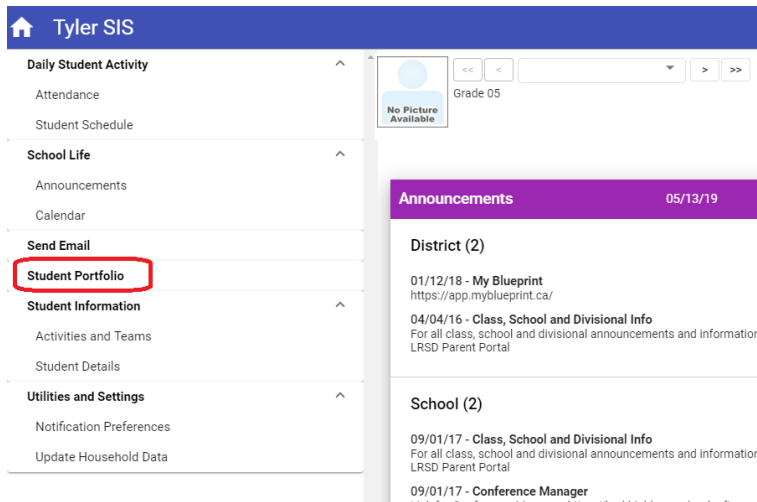 Tyler SIS
Daily Student Activity
Attendance
Student Schedule
School Life
Announcements
Calendar
Send Email
Student Portfolio
Student Information
Activities and Teams
Student Details
Utilities and Settings
Notification Preferences
Update Household Data
No Picture
Available
<< < > >>
Grade 05
Announcements 05/13/19
District (2)
01/12/18 - My Blueprint
https://app.myblueprint.ca/
04/04/16 - Class, School and Divisional Info
For all class, school and divisional announcements and information
LRSD Parent Portal
School (2)
09/01/17 - Class, School and Divisional Info
For all class, school and divisional announcements and information
LRSD Parent Portal
09/01/17 - Conference Manager